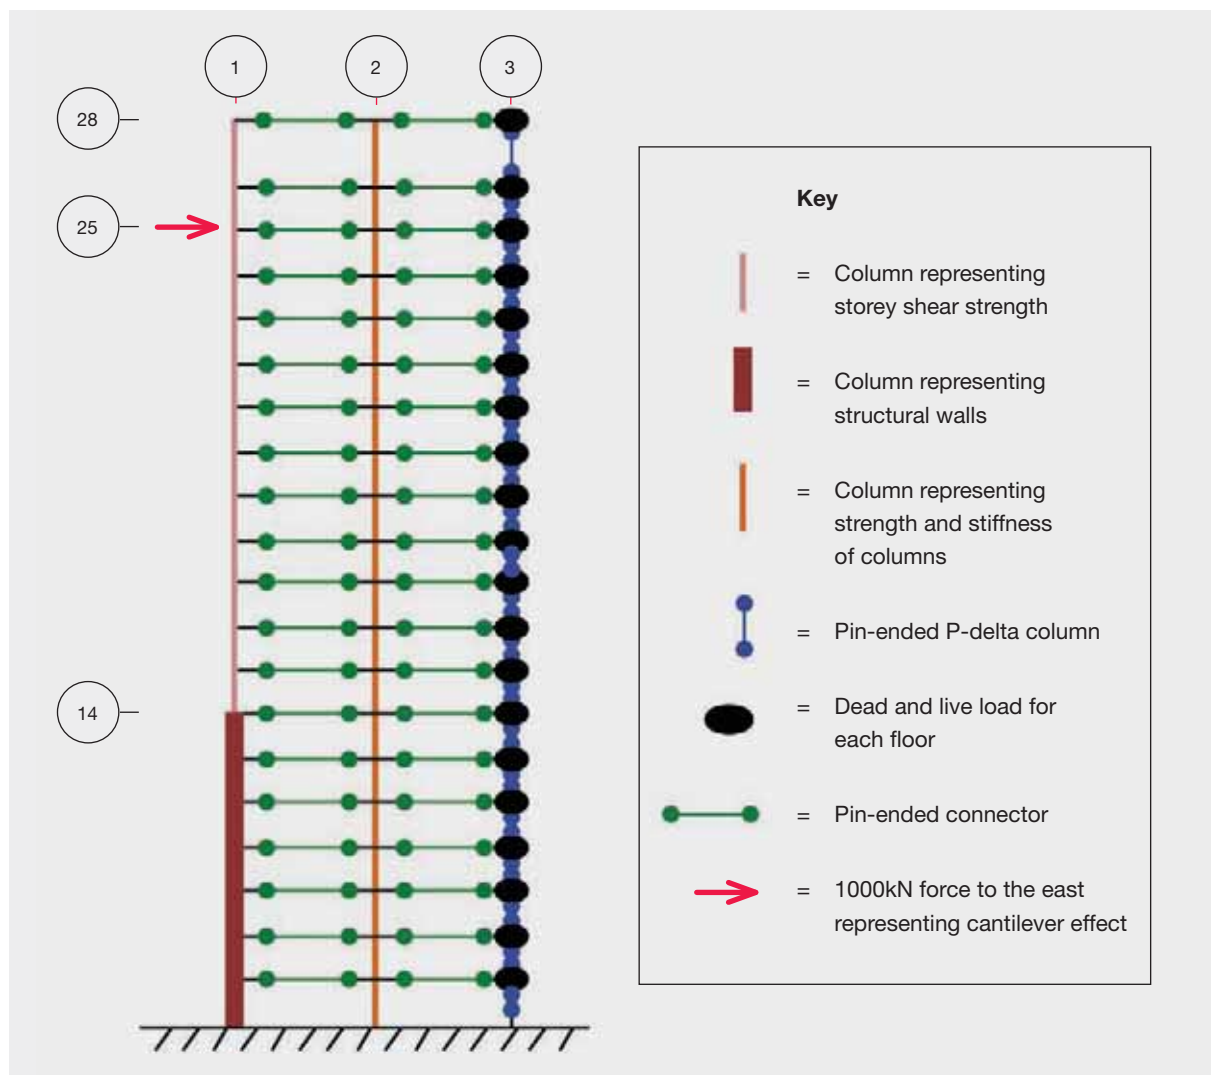 1 2 3
28
25
14
Key
= Column representing
storey shear strength
= Column representing
structural walls
= Column representing
strength and stiffness
of columns
= Pin-ended P-delta column
= Dead and live load for
each floor
= Pin-ended connector
= 1000kN force to the east
representing cantilever effect